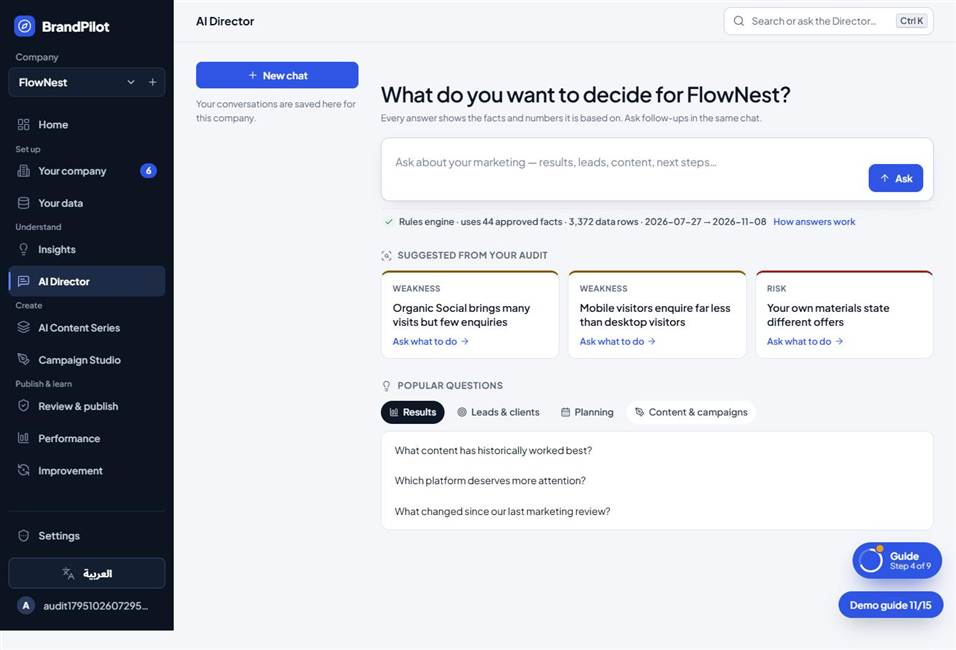 BrandPilot
Company
FlowNest
Home
Set up
Your company 6
Your data
Understand
Insights
AI Director
Create
AI Content Series
Campaign Studio
Publish & learn
Review & publish
Performance
Improvement
Settings
العربية
A audit1795102607295...
AI Director
Search or ask the Director... Ctrl K
+ New chat
Your conversations are saved here for
this company.
What do you want to decide for FlowNest?
Every answer shows the facts and numbers it is based on. Ask follow-ups in the same chat.
Ask about your marketing — results, leads, content, next steps...
Ask
Rules engine · uses 44 approved facts · 3,372 data rows · 2026-07-27 → 2026-11-08 How answers work
SUGGESTED FROM YOUR AUDIT
WEAKNESS
Organic Social brings many
visits but few enquiries
Ask what to do →
WEAKNESS
Mobile visitors enquire far less
than desktop visitors
Ask what to do →
RISK
Your own materials state
different offers
Ask what to do →
POPULAR QUESTIONS
Results Leads & clients Planning Content & campaigns
What content has historically worked best?
Which platform deserves more attention?
What changed since our last marketing review?
Guide
Step 4 of 9
Demo guide 11/15